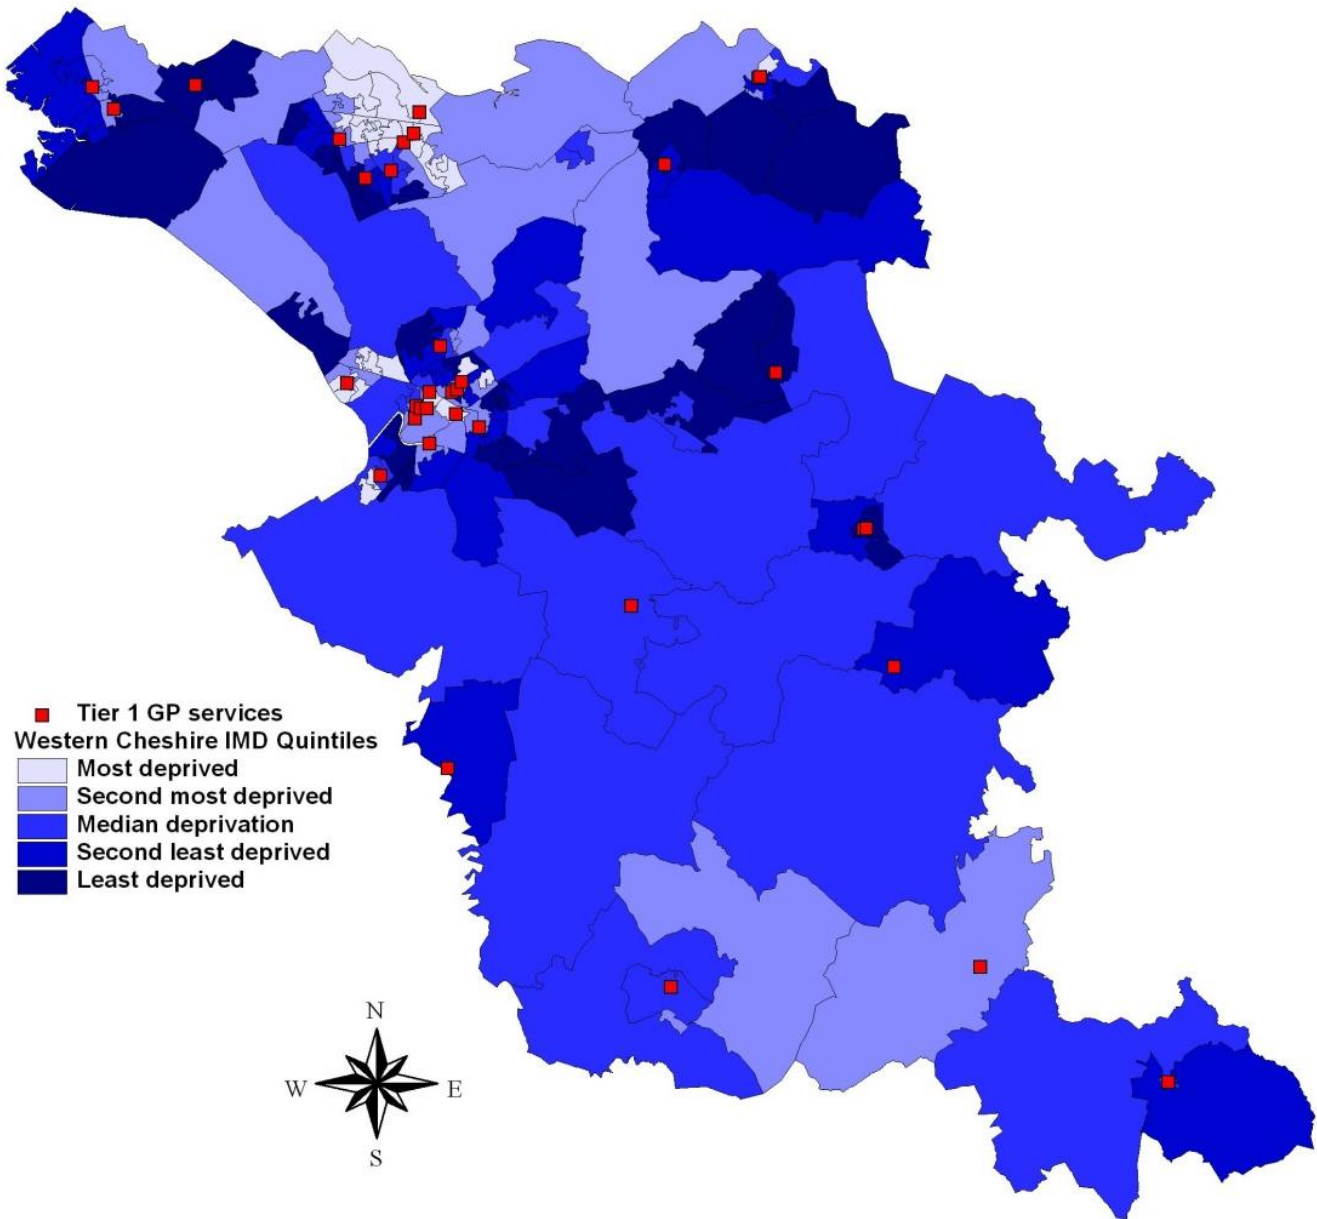 Tier 1 GP services
Western Cheshire IMD Quintiles
Most deprived
Second most deprived
Median deprivation
Second least deprived
Least deprived
N
W E
S